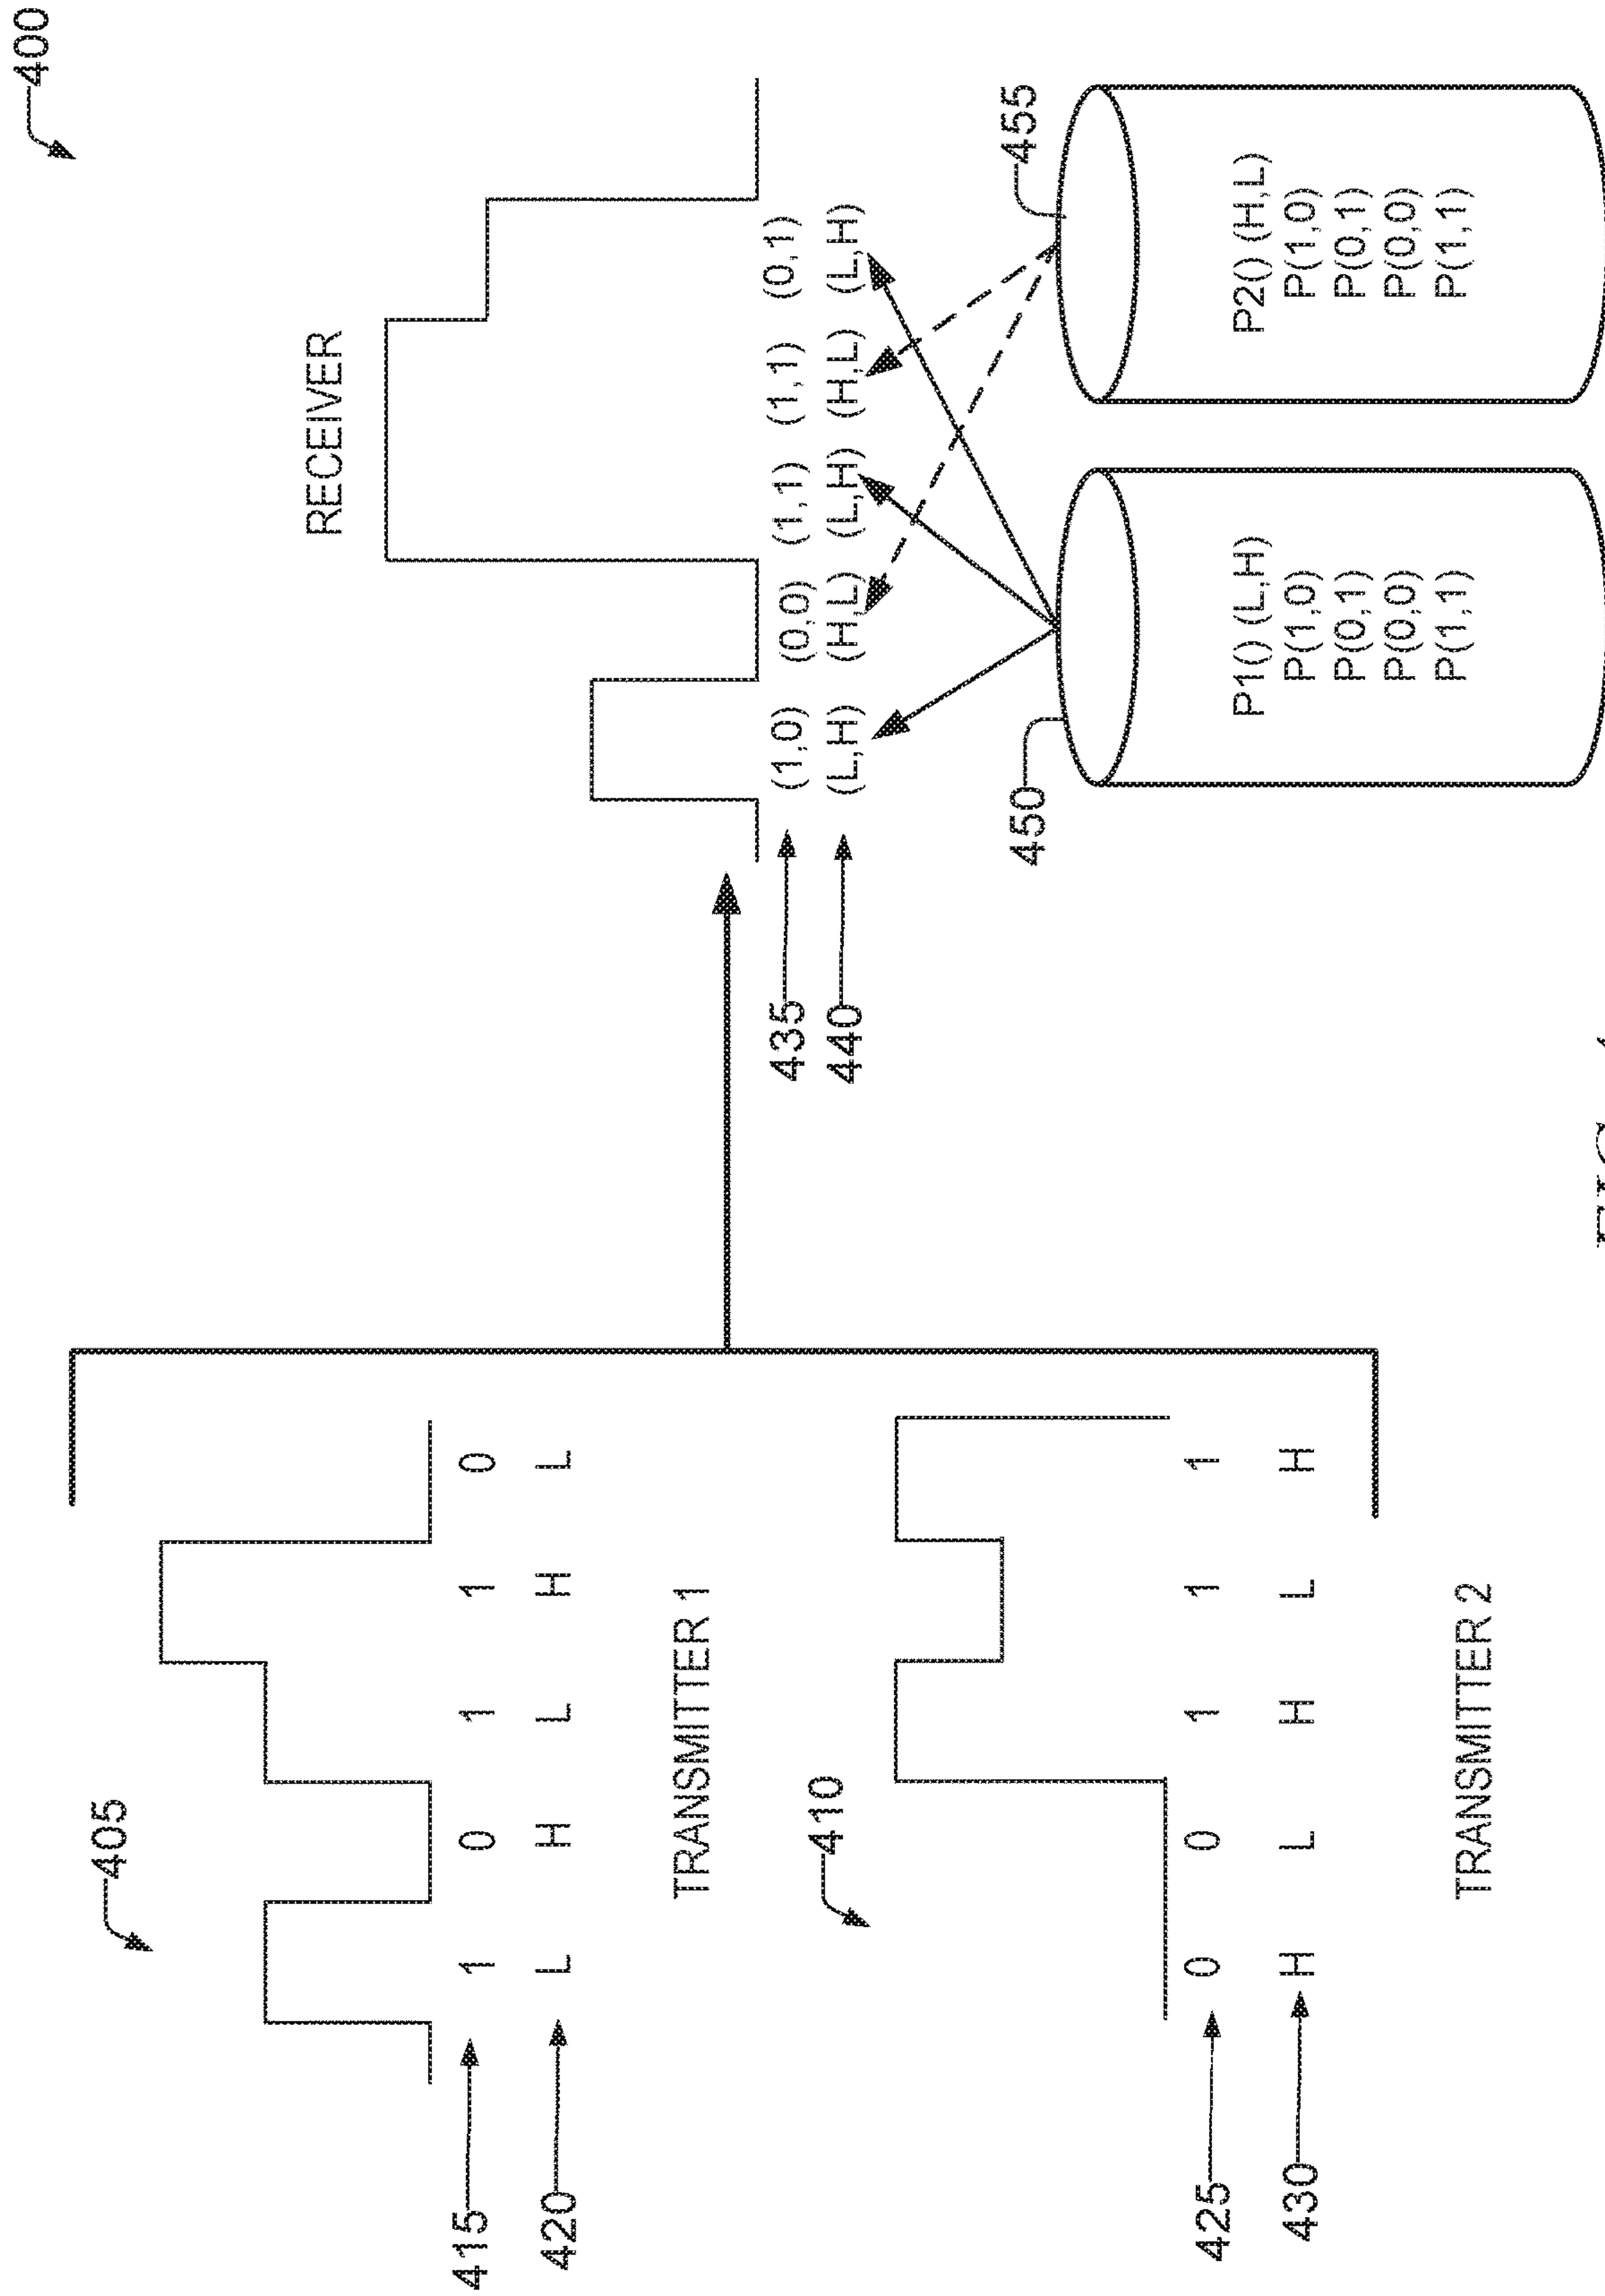 400
405
1 0 1 1 0
415
L H L H L
420
TRANSMITTER 1
410
0 0 1 1 1
425
H L H L H
430
TRANSMITTER 2
RECEIVER
(1,0) (0,0) (1,1) (1,1) (0,1)
435
(L,H) (H,L) (L,H) (H,L) (L,H)
440
450
P1() (L,H)
P(1,0)
P(0,1)
P(0,0)
P(1,1)
455
P2() (H,L)
P(1,0)
P(0,1)
P(0,0)
P(1,1)